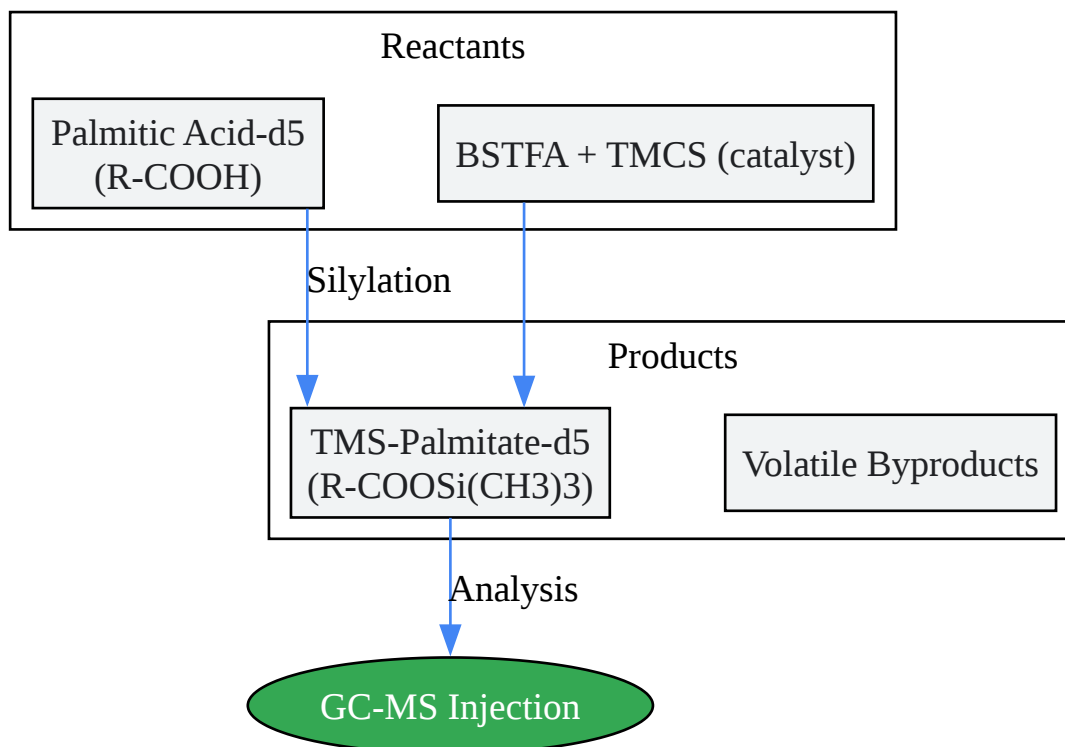 Reactants
Palmitic Acid-d5
(R-COOH)
BSTFA + TMCS (catalyst)
Silylation
Products
TMS-Palmitate-d5
(R-COOSi(CH3)3)
Volatile Byproducts
Analysis
GC-MS Injection